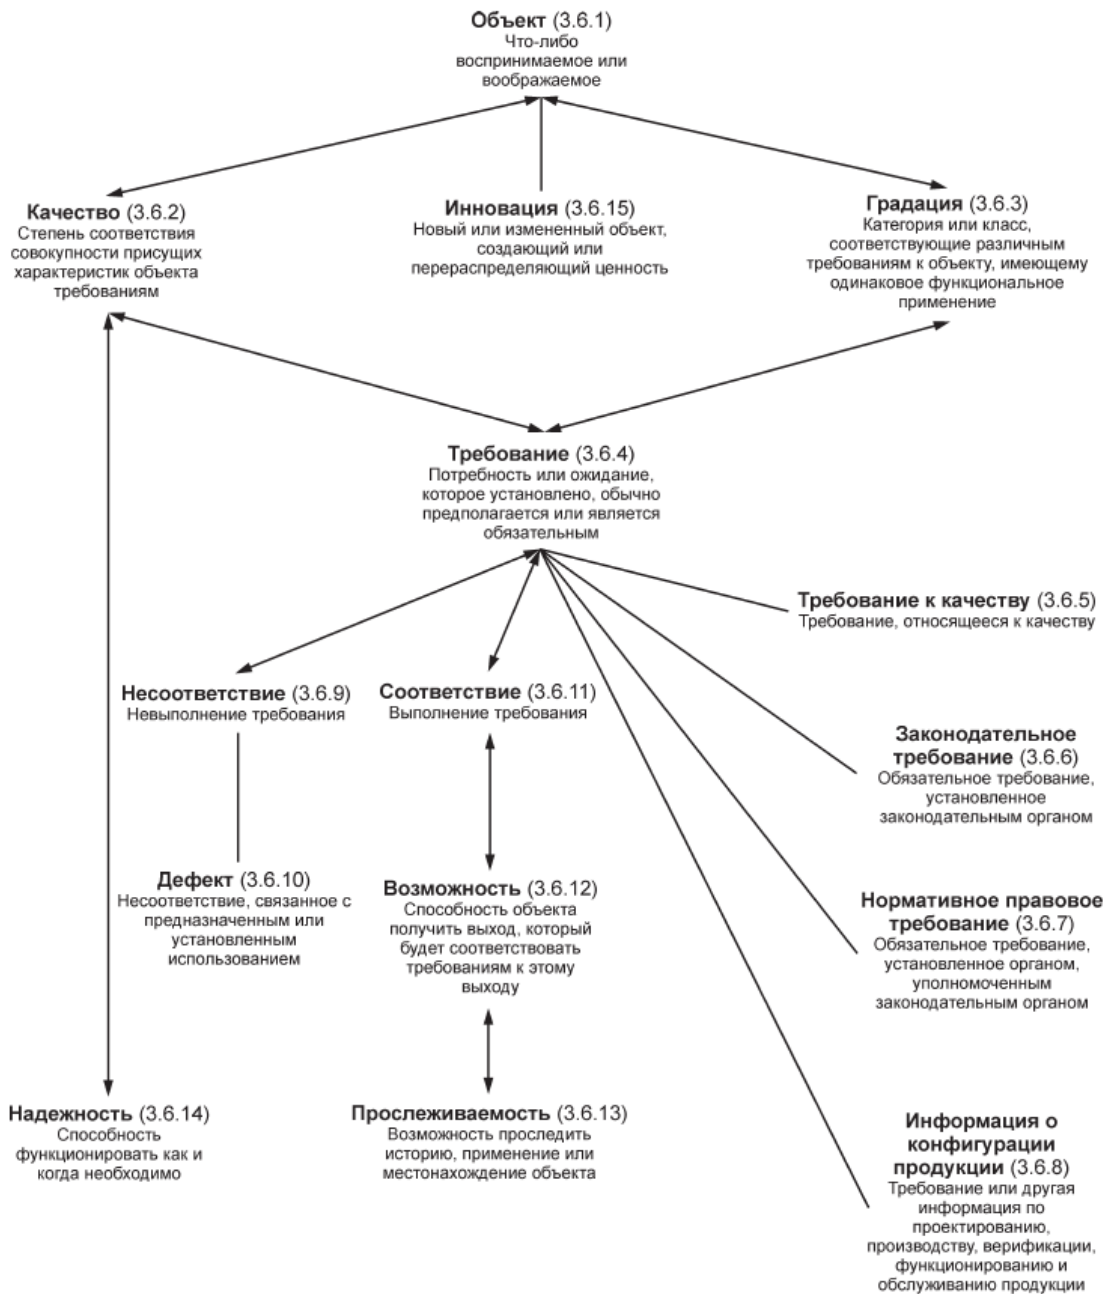 Объект (3.6.1)
Что-либо
воспринимаемое или
воображаемое
Качество (3.6.2)
Степень соответствия
совокупности присущих
характеристик объекта
требованиям
Инновация (3.6.15)
Новый или измененный объект,
создающий или
перераспределяющий ценность
Градация (3.6.3)
Категория или класс,
соответствующие различным
требованиям к объекту, имеющему
одинаковое функциональное
применение
Требование (3.6.4)
Потребность или ожидание,
которое установлено, обычно
предполагается или является
обязательным
Требование к качеству (3.6.5)
Требование, относящееся к качеству
Несоответствие (3.6.9)
Невыполнение требования
Соответствие (3.6.11)
Выполнение требования
Законодательное
требование (3.6.6)
Обязательное требование,
установленное
законодательным органом
Дефект (3.6.10)
Несоответствие, связанное с
предназначенным или
установленным
использованием
Возможность (3.6.12)
Способность объекта
получить выход, который
будет соответствовать
требованиям к этому
выходу
Нормативное правовое
требование (3.6.7)
Обязательное требование,
установленное органом,
уполномоченным
законодательным органом
Надежность (3.6.14)
Способность
функционировать как и
когда необходимо
Прослеживаемость (3.6.13)
Возможность проследить
историю, применение или
местонахождение объекта
Информация о
конфигурации
продукции (3.6.8)
Требование или другая
информация по
проектированию,
производству, верификации,
функционированию и
обслуживанию продукции